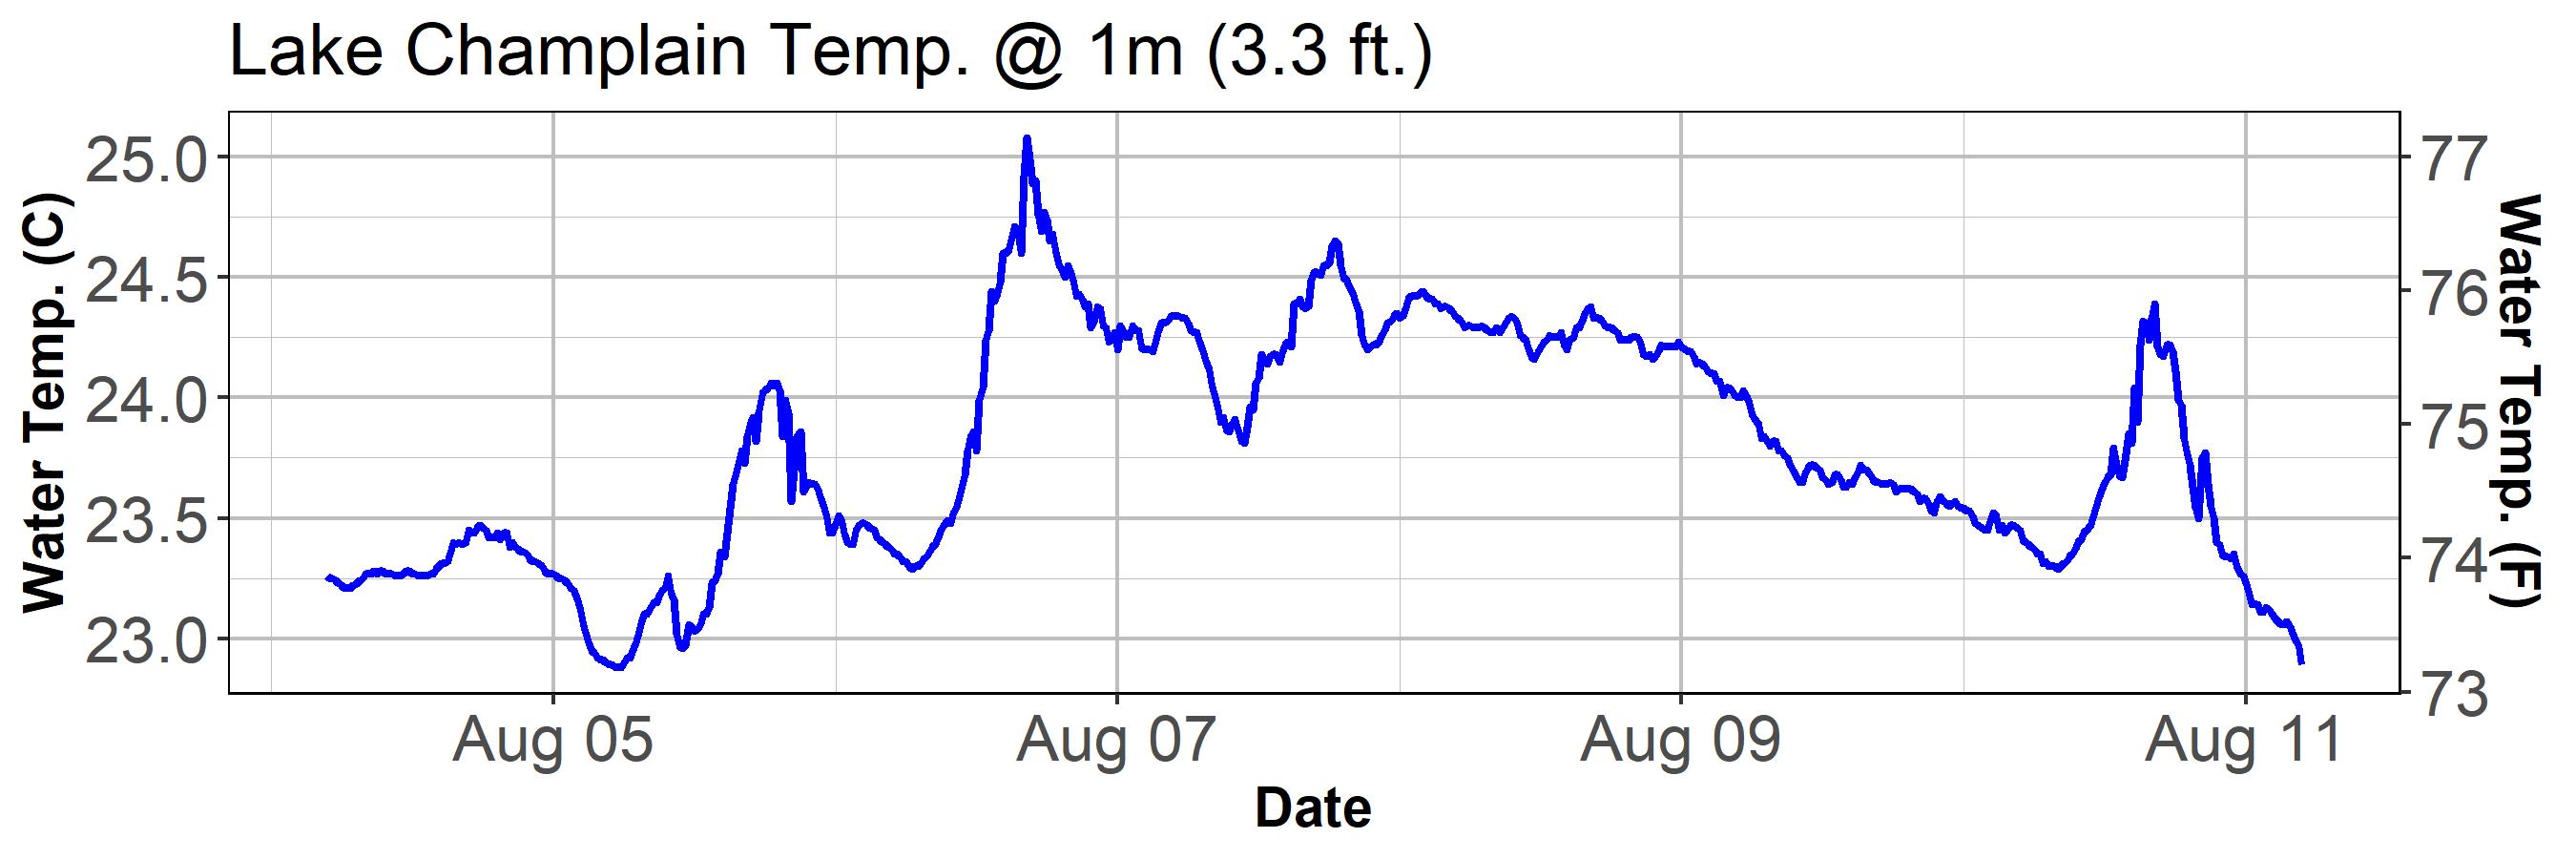 Lake Champlain Temp. @ 1m (3.3 ft.)
Water Temp. (C)
25.0
24.5
24.0
23.5
23.0
77
76
75
74
73
Water Temp. (F)
Aug 05
Aug 07
Aug 09
Aug 11
Date